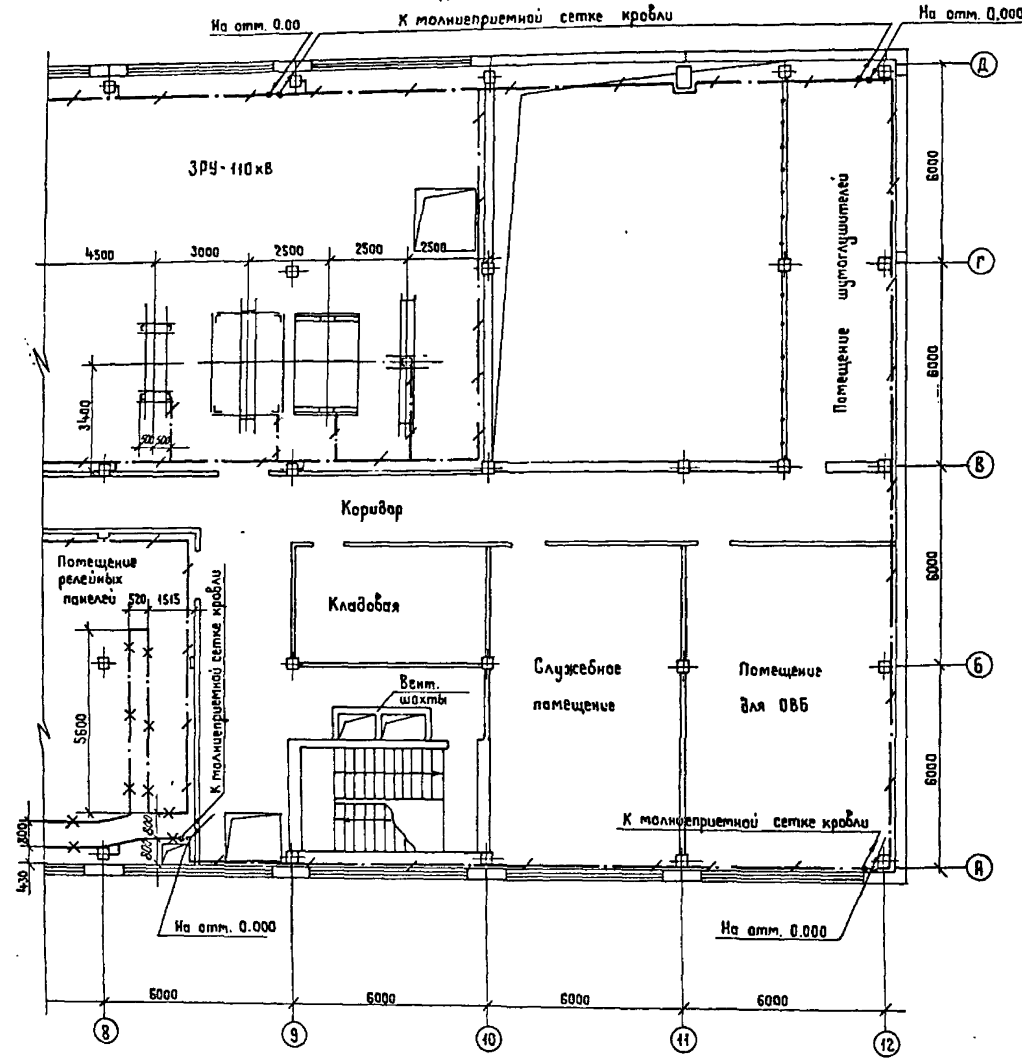 На отм. 0.00
К молниеприемной сетке кровли
На отм. 0,000
Д
ЗРУ-110кВ
6000
Помещение шумоглушителей
4500
3000
2500
2500
2500
Г
6000
3400
500
500
В
Коридор
Помещение
релейных
панелей
520
1515
К молниеприемной сетке кровли
6000
Кладовая
Б
Служебное
помещение
Помещение
для ОВБ
Вент.
шахты
5600
6000
800
800
800
430
К молниеприемной сетке кровли
А
На отм. 0.000
На отм. 0.000
6000
6000
6000
6000
8
9
10
11
12